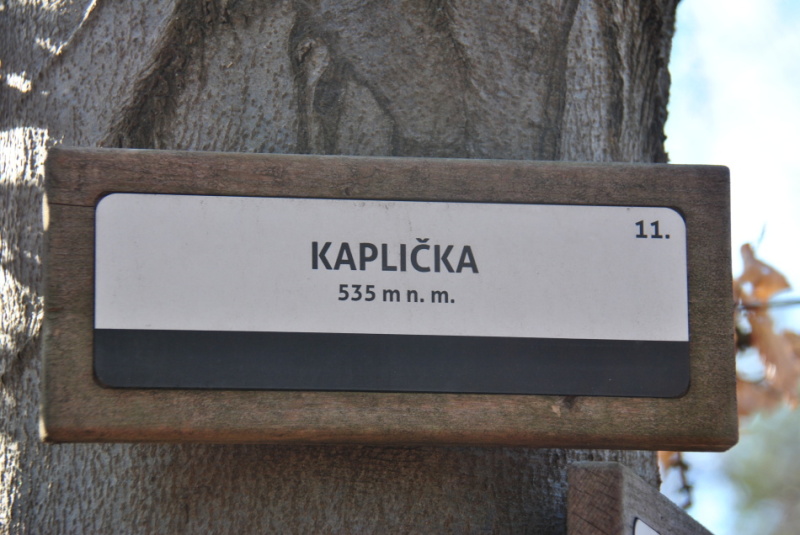 11.
KAPLIČKA
535 m n. m.